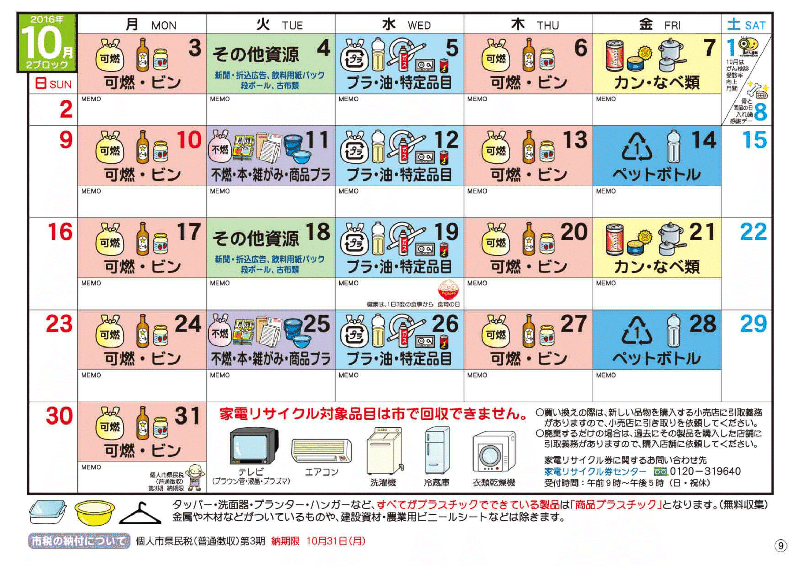 2016年
10月
2ブロック
月 MON
火 TUE
水 WED
木 THU
金 FRI
土 SAT
日 SUN
2
可燃
3
可燃・ビン
MEMO
その他資源
4
新聞・折込広告、飲料用紙パック
段ボール、古布類
MEMO
プラ
5
プラ・油・特定品目
MEMO
可燃
6
可燃・ビン
MEMO
7
カン・なべ類
MEMO
1
10月は
がん検診
受診率
向上
月間
8
9
可燃
10
可燃・ビン
MEMO
不燃
11
不燃・本・雑がみ・商品プラ
MEMO
プラ
12
プラ・油・特定品目
MEMO
可燃
13
可燃・ビン
MEMO
1
14
ペットボトル
MEMO
15
16
可燃
17
可燃・ビン
MEMO
その他資源
18
新聞・折込広告、飲料用紙パック
段ボール、古布類
MEMO
プラ
19
プラ・油・特定品目
MEMO
健康は、1日3度の食事から 食育の日
可燃
20
可燃・ビン
MEMO
21
カン・なべ類
MEMO
22
23
可燃
24
可燃・ビン
MEMO
不燃
25
不燃・本・雑がみ・商品プラ
MEMO
プラ
26
プラ・油・特定品目
MEMO
可燃
27
可燃・ビン
MEMO
1
28
ペットボトル
MEMO
29
30
可燃
31
可燃・ビン
MEMO
個人市県民税
(普通徴収)
第3期 納期限
家電リサイクル対象品目は市で回収できません。
テレビ
(ブラウン管・液晶・プラズマ)
エアコン
洗濯機
冷蔵庫
衣類乾燥機
○買い換えの際は、新しい品物を購入する小売店に引取義務
がありますので、小売店に引き取りを依頼してください。
○廃棄するだけの場合は、過去にその製品を購入した店舗に
引取義務がありますので、購入店舗に依頼してください。
家電リサイクル券に関するお問い合わせ先
家電リサイクル券センター 0120−319640
受付時間：午前9時〜午後5時（日・祝休）
タッパー・洗面器・プランター・ハンガーなど、すべてがプラスチックでできている製品は「商品プラスチック」となります。（無料収集）
金属や木材などがついているものや、建設資材・農業用ビニールシートなどは除きます。
市税の納付について 個人市県民税(普通徴収)第3期 納期限 10月31日(月)
⑨